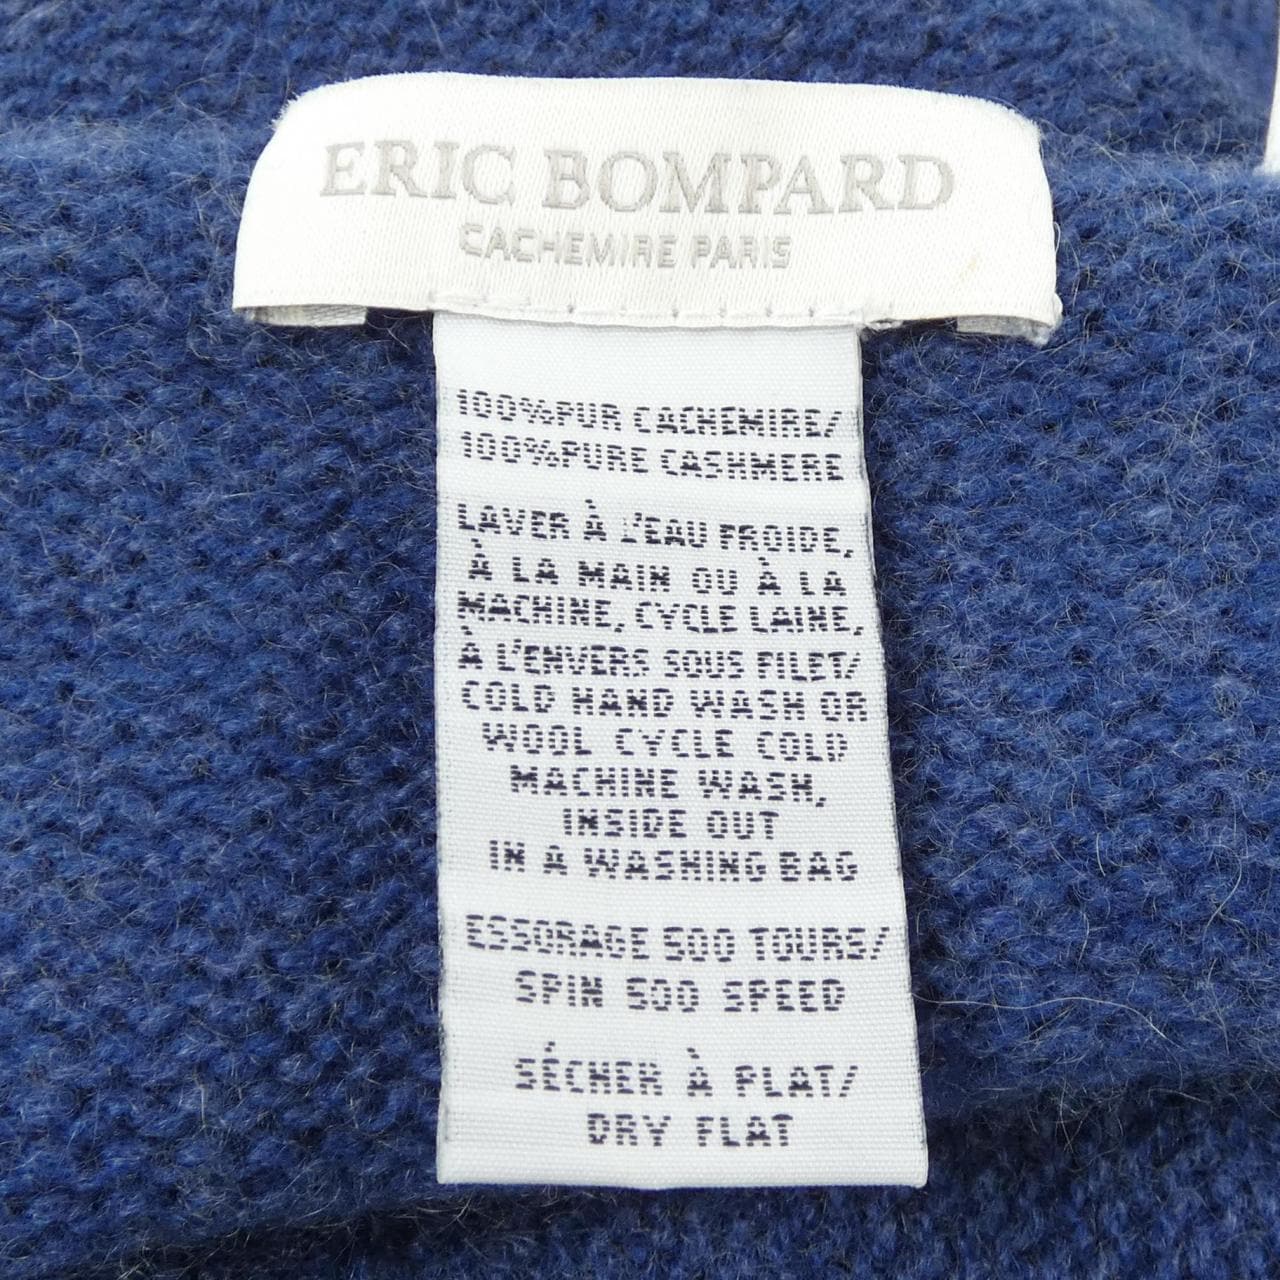 ERIC BOMPARD
CACHEMIRE PARIS
100%PUR CACHEMIRE/
100%PURE CASHMERE
LAVER À L'EAU FROIDE,
À LA MAIN OU À LA
MACHINE, CYCLE LAINE,
À L'ENVERS SOUS FILET/
COLD HAND WASH OR
WOOL CYCLE COLD
MACHINE WASH,
INSIDE OUT
IN A WASHING BAG
ESSORAGE 500 TOURS/
SPIN 500 SPEED
SÉCHER À PLAT/
DRY FLAT